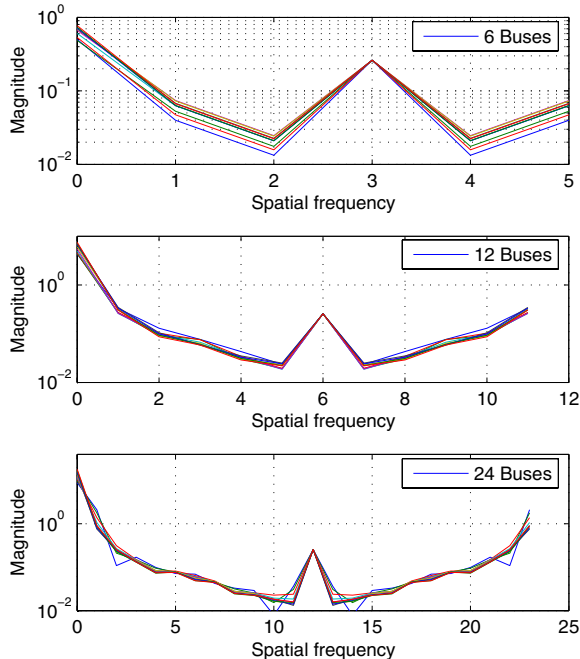 10^0
10^-1
10^-2
Magnitude
6 Buses
0 1 2 3 4 5
Spatial frequency
10^0
10^-2
Magnitude
12 Buses
0 2 4 6 8 10 12
Spatial frequency
10^0
10^-2
Magnitude
24 Buses
0 5 10 15 20 25
Spatial frequency